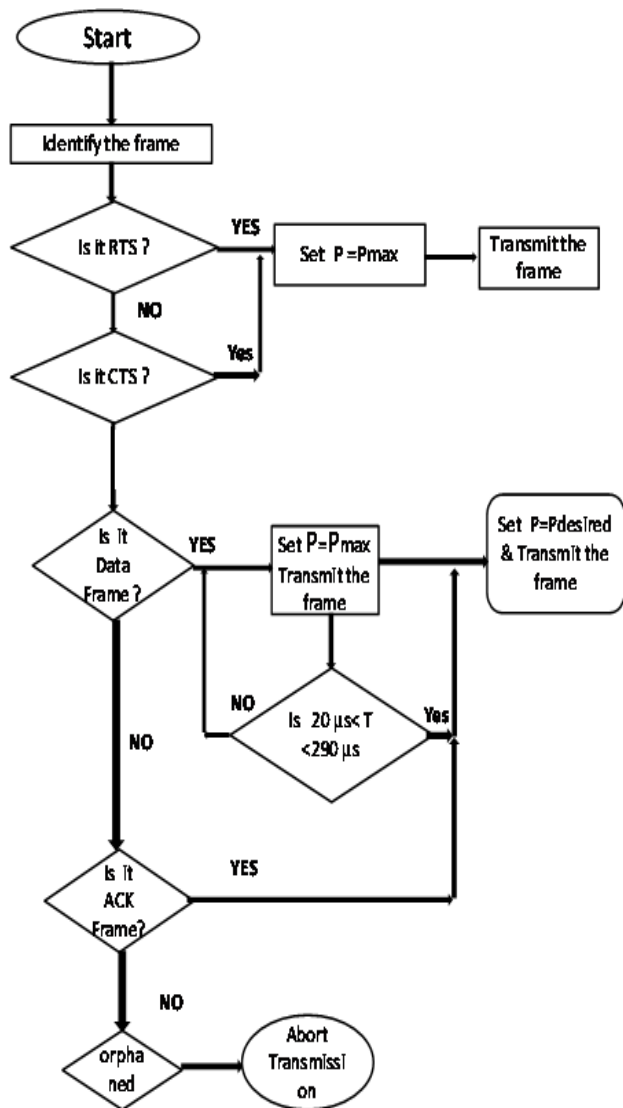 Start
Identify the frame
Is it RTS ?
YES
Set P =Pmax
Transmit the
frame
NO
Is it CTS ?
Yes
Is it
Data
Frame ?
YES
Set P=Pmax
Transmit the
frame
Set P=Pdesired
& Transmit the
frame
NO
Is 20 µs< T
<290 µs
Yes
NO
Is it
ACK
Frame?
YES
NO
orpha
ned
Abort
Transmissi
on